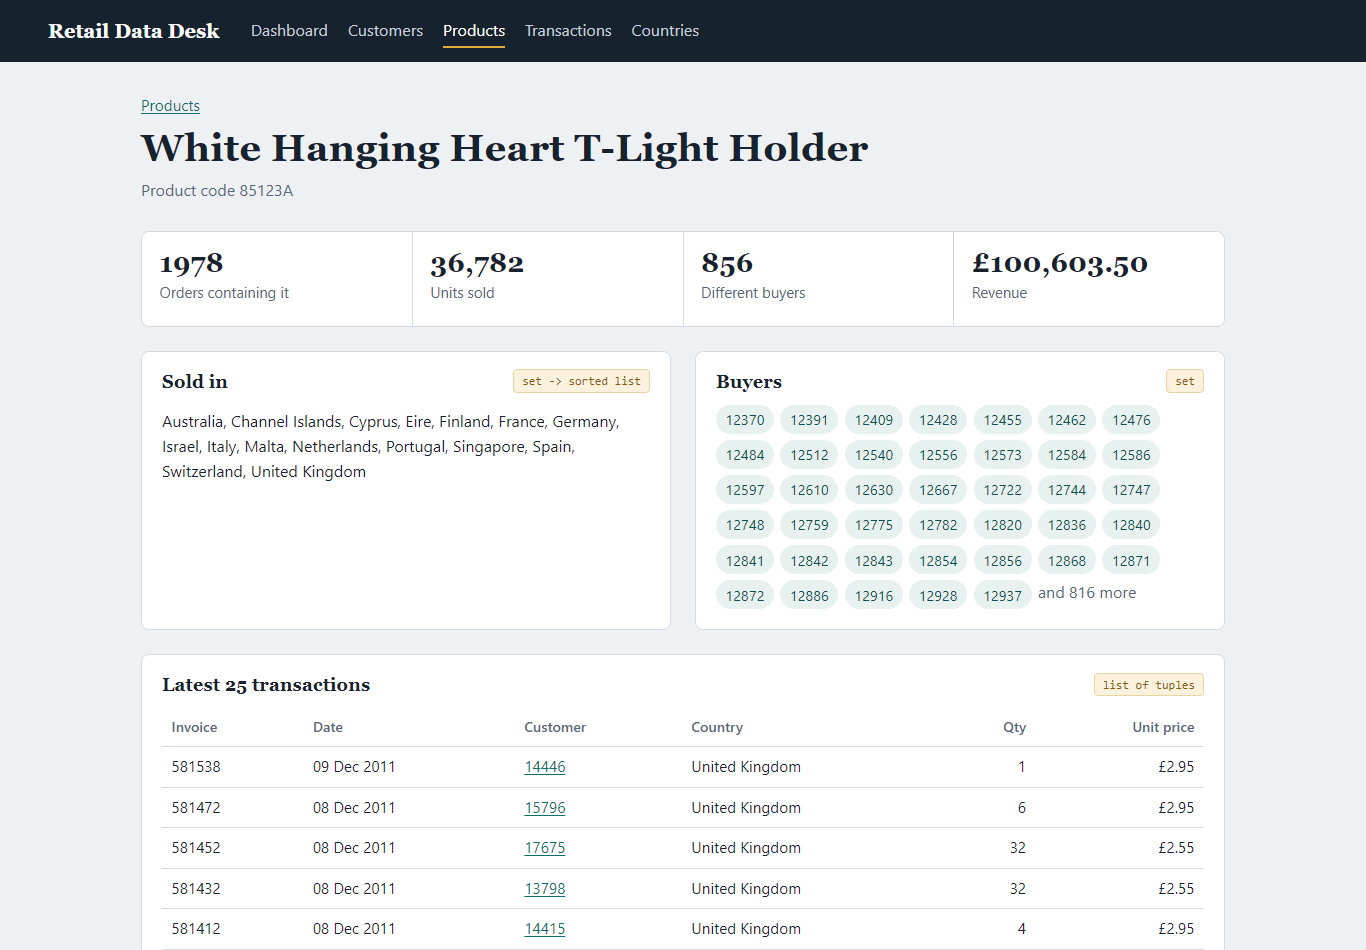 Retail Data Desk Dashboard Customers Products Transactions Countries
Products
White Hanging Heart T-Light Holder
Product code 85123A
1978
Orders containing it
36,782
Units sold
856
Different buyers
£100,603.50
Revenue
Sold in
set -> sorted list
Australia, Channel Islands, Cyprus, Eire, Finland, France, Germany,
Israel, Italy, Malta, Netherlands, Portugal, Singapore, Spain,
Switzerland, United Kingdom
Buyers
set
12370 12391 12409 12428 12455 12462 12476
12484 12512 12540 12556 12573 12584 12586
12597 12610 12630 12667 12722 12744 12747
12748 12759 12775 12782 12820 12836 12840
12841 12842 12843 12854 12856 12868 12871
12872 12886 12916 12928 12937 and 816 more
Latest 25 transactions
list of tuples
Invoice Date Customer Country Qty Unit price
581538 09 Dec 2011 14446 United Kingdom 1 £2.95
581472 08 Dec 2011 15796 United Kingdom 6 £2.95
581452 08 Dec 2011 17675 United Kingdom 32 £2.55
581432 08 Dec 2011 13798 United Kingdom 32 £2.55
581412 08 Dec 2011 14415 United Kingdom 4 £2.95